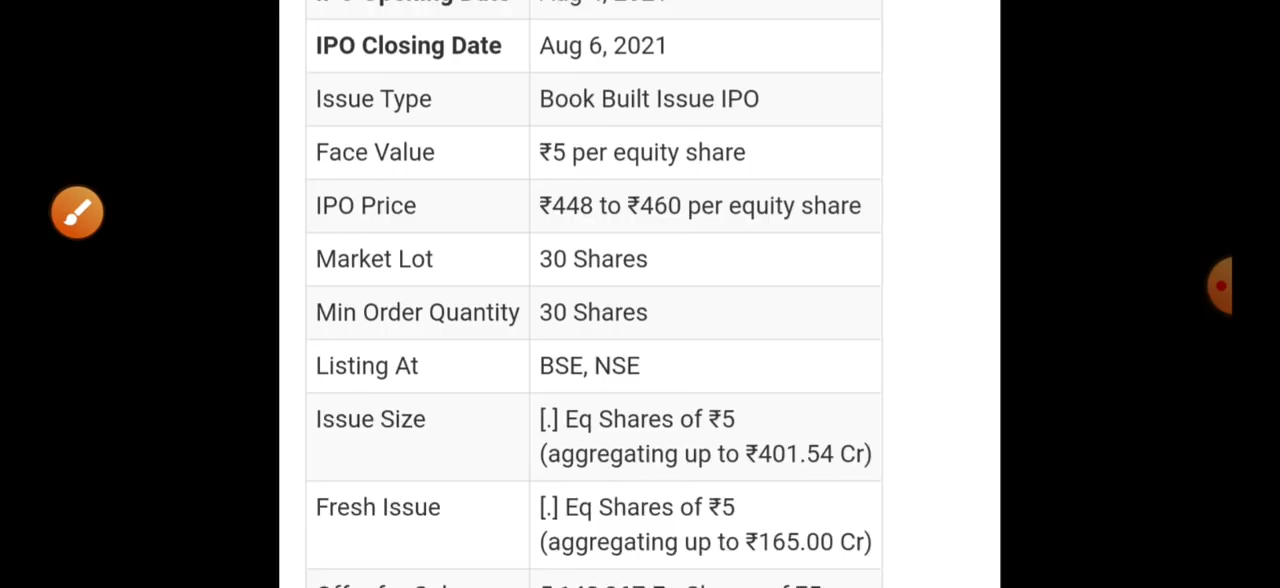 IPO Closing Date Aug 6, 2021
Issue Type Book Built Issue IPO
Face Value ₹5 per equity share
IPO Price ₹448 to ₹460 per equity share
Market Lot 30 Shares
Min Order Quantity 30 Shares
Listing At BSE, NSE
Issue Size [.] Eq Shares of ₹5
(aggregating up to ₹401.54 Cr)
Fresh Issue [.] Eq Shares of ₹5
(aggregating up to ₹165.00 Cr)